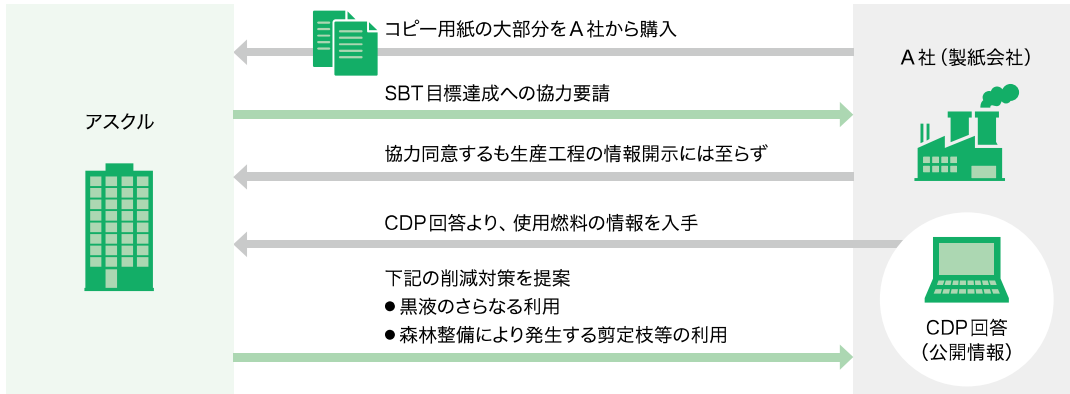 アスクル
コピー用紙の大部分をA社から購入
SBT目標達成への協力要請
協力同意するも生産工程の情報開示には至らず
CDP回答より、使用燃料の情報を入手
下記の削減対策を提案
●黒液のさらなる利用
●森林整備により発生する剪定枝等の利用
A社（製紙会社）
CDP回答
（公開情報）